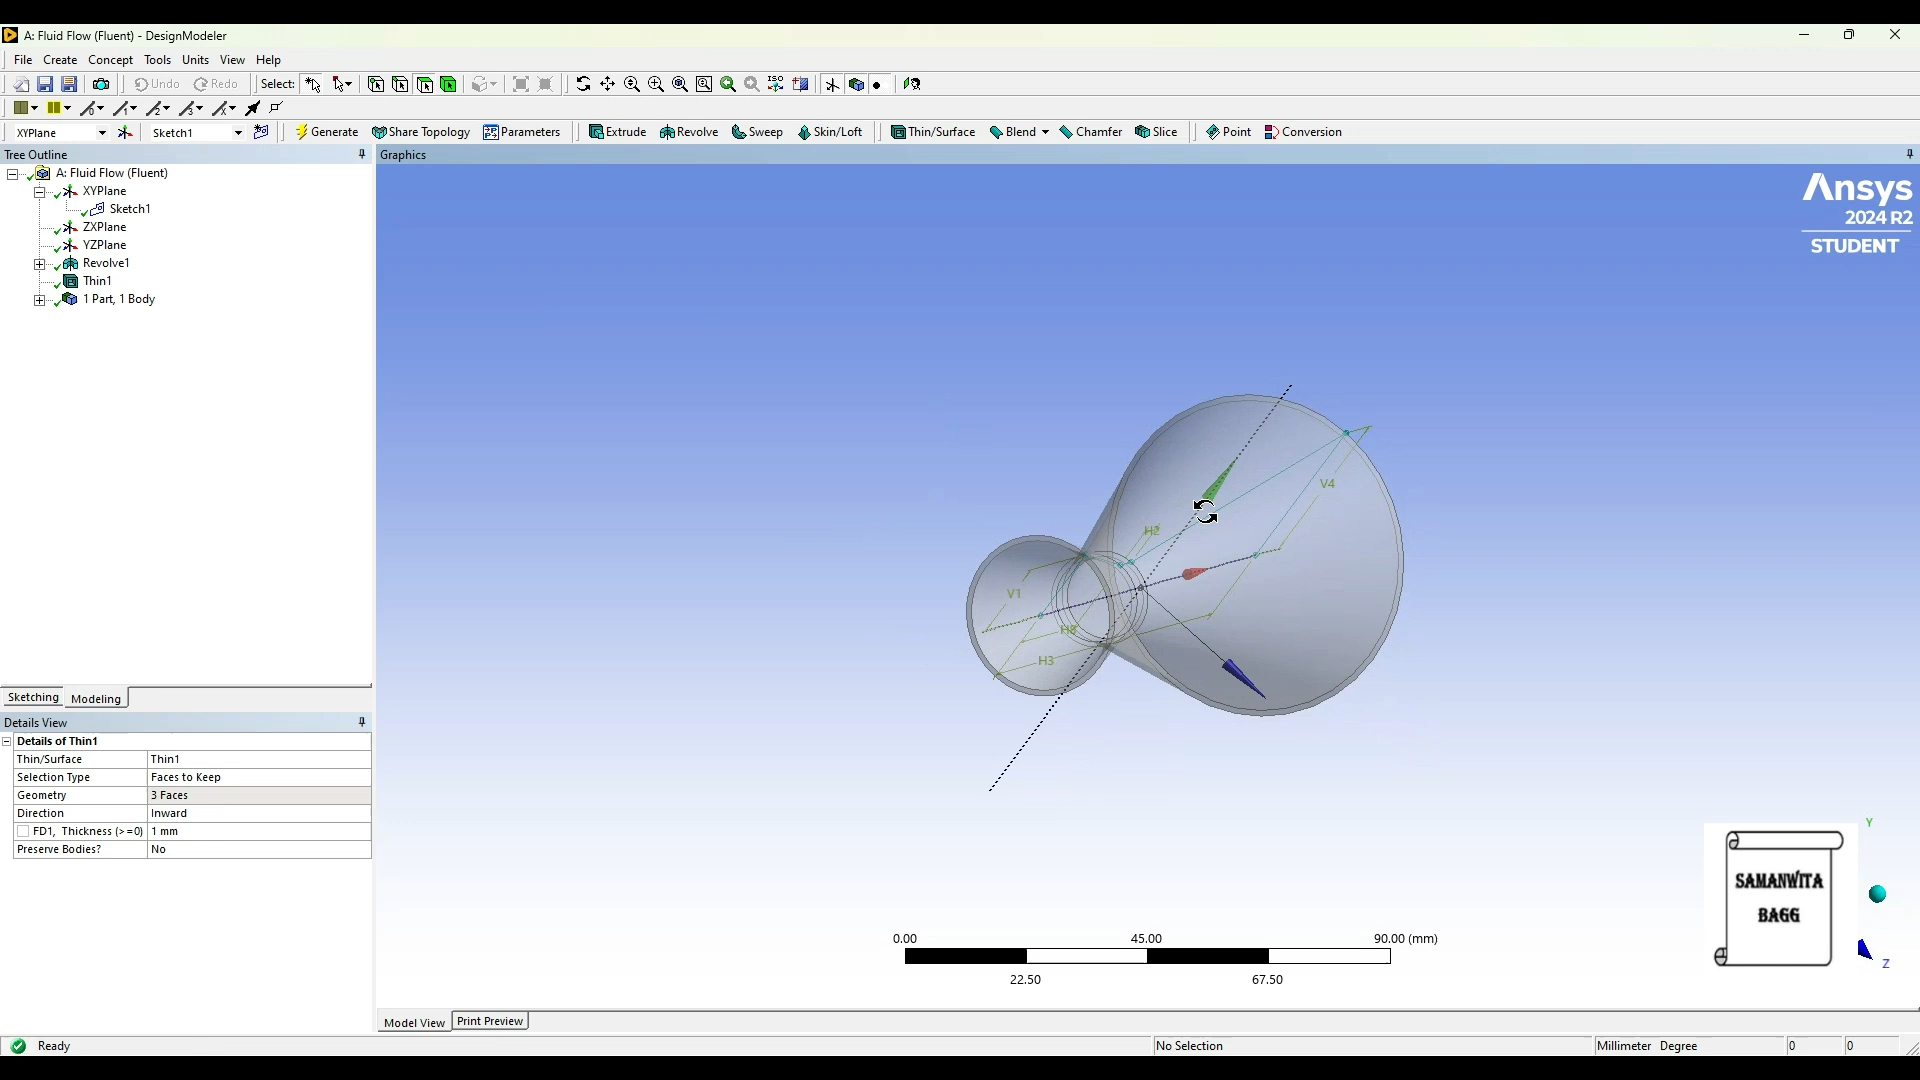 A: Fluid Flow (Fluent) - DesignModeler
File Create Concept Tools Units View Help
Undo Redo Select: ISO
XYPlane Sketch1 Generate Share Topology Parameters Extrude Revolve Sweep Skin/Loft Thin/Surface Blend Chamfer Slice Point Conversion
Tree Outline
A: Fluid Flow (Fluent)
XYPlane
Sketch1
ZXPlane
YZPlane
Revolve1
Thin1
1 Part, 1 Body
Sketching Modeling
Details View
Details of Thin1
Thin/Surface Thin1
Selection Type Faces to Keep
Geometry 3 Faces
Direction Inward
FD1, Thickness (>=0) 1 mm
Preserve Bodies? No
Graphics
Ansys
2024 R2
STUDENT
V4
H2
V1
H3
0.00 45.00 90.00 (mm)
22.50 67.50
Y
SAMANWITA
BAGG
Z
Model View Print Preview
Ready No Selection Millimeter Degree 0 0